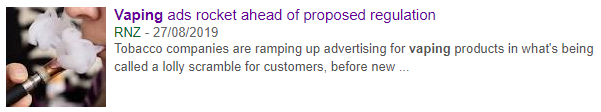 Vaping ads rocket ahead of proposed regulation
RNZ - 27/08/2019
Tobacco companies are ramping up advertising for vaping products in what's being
called a lolly scramble for customers, before new ...